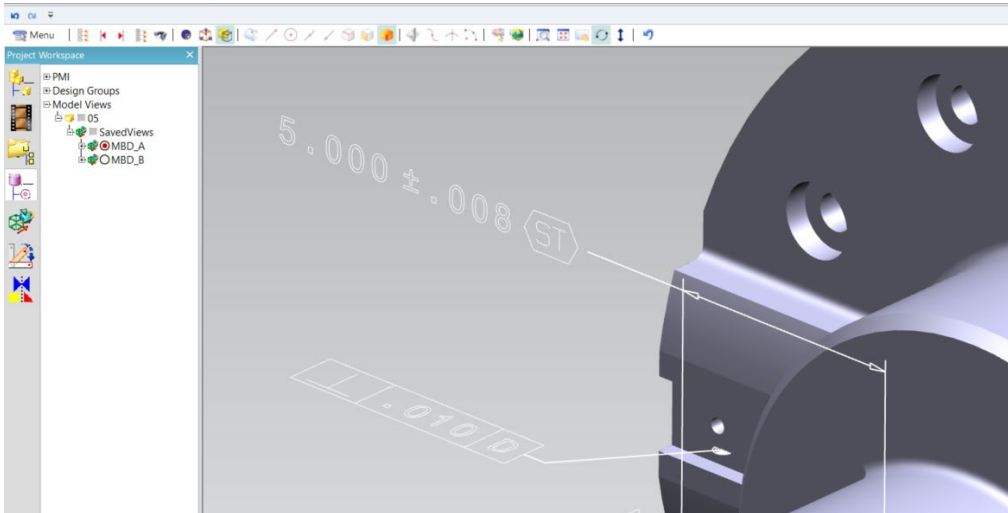 Menu
Project Workspace
PMI
Design Groups
Model Views
05
SavedViews
MBD_A
MBD_B
5.000 ±.008 ST
⊥ .010 D